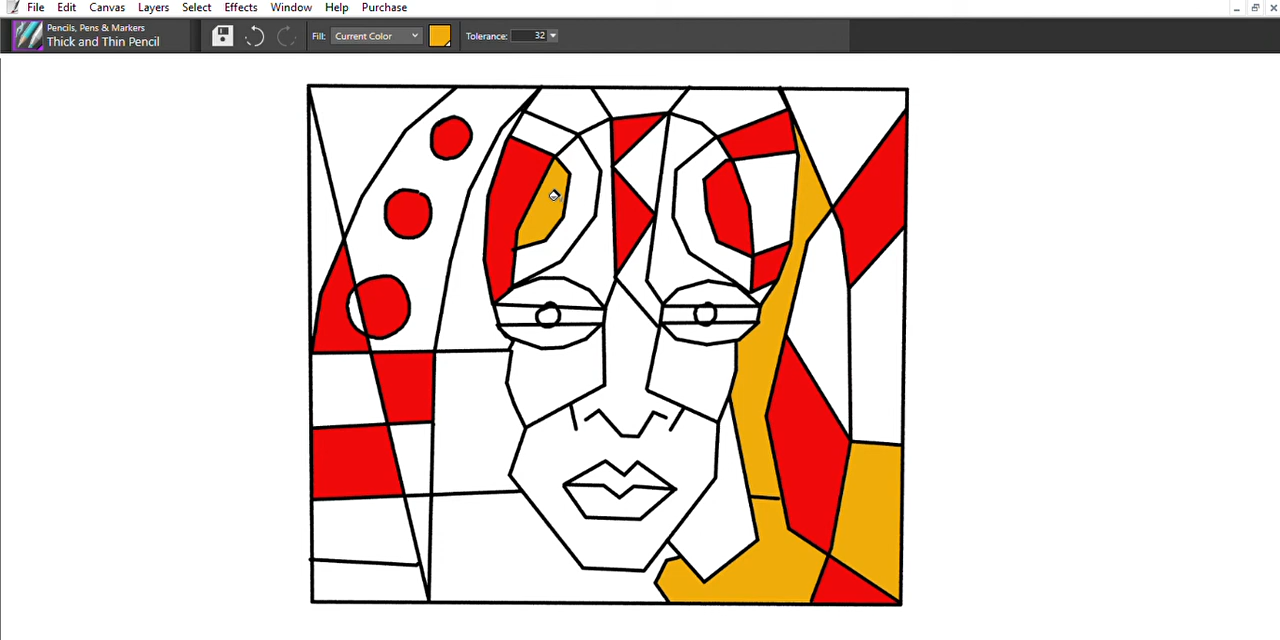 File Edit Canvas Layers Select Effects Window Help Purchase
Pencils, Pens & Markers
Thick and Thin Pencil
Fill: Current Color Tolerance: 32